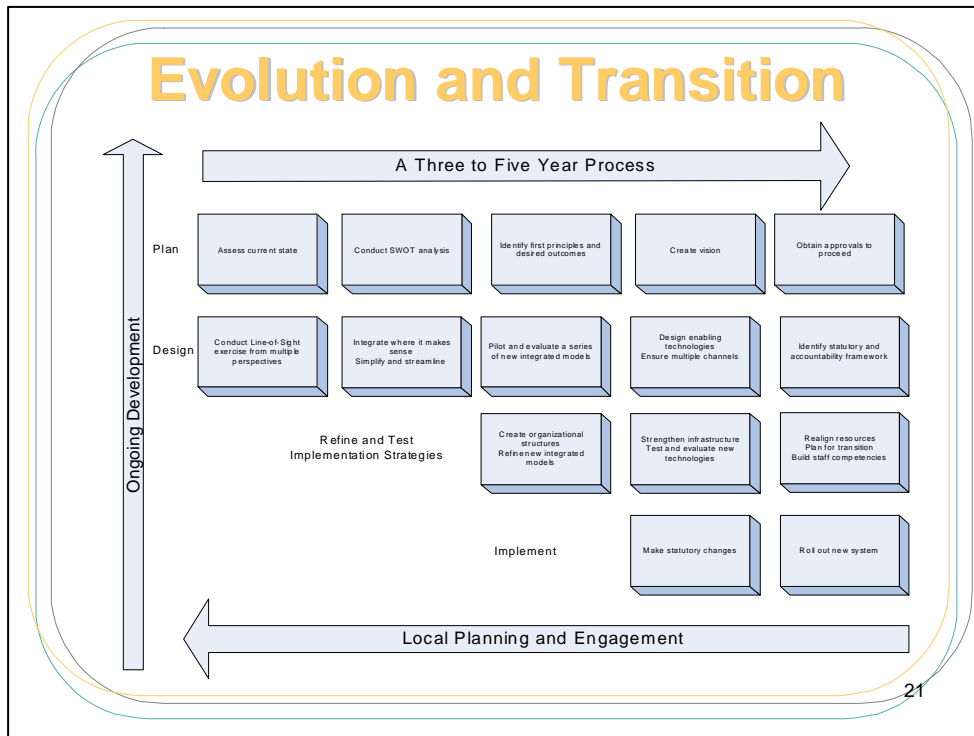 Evolution and Transition
A Three to Five Year Process
Ongoing Development
Plan
Assess current state
Conduct SWOT analysis
Identify first principles and
desired outcomes
Create vision
Obtain approvals to
proceed
Design
Conduct Line-of-Sight
exercise from multiple
perspectives
Integrate where it makes
sense
Simplify and streamline
Pilot and evaluate a series
of new integrated models
Design enabling
technologies
Ensure multiple channels
Identify statutory and
accountability framework
Refine and Test
Implementation Strategies
Create organizational
structures
Refine new integrated
models
Strengthen infrastructure
Test and evaluate new
technologies
Realign resources
Plan for transition
Build staff competencies
Implement
Make statutory changes
Roll out new system
Local Planning and Engagement
21